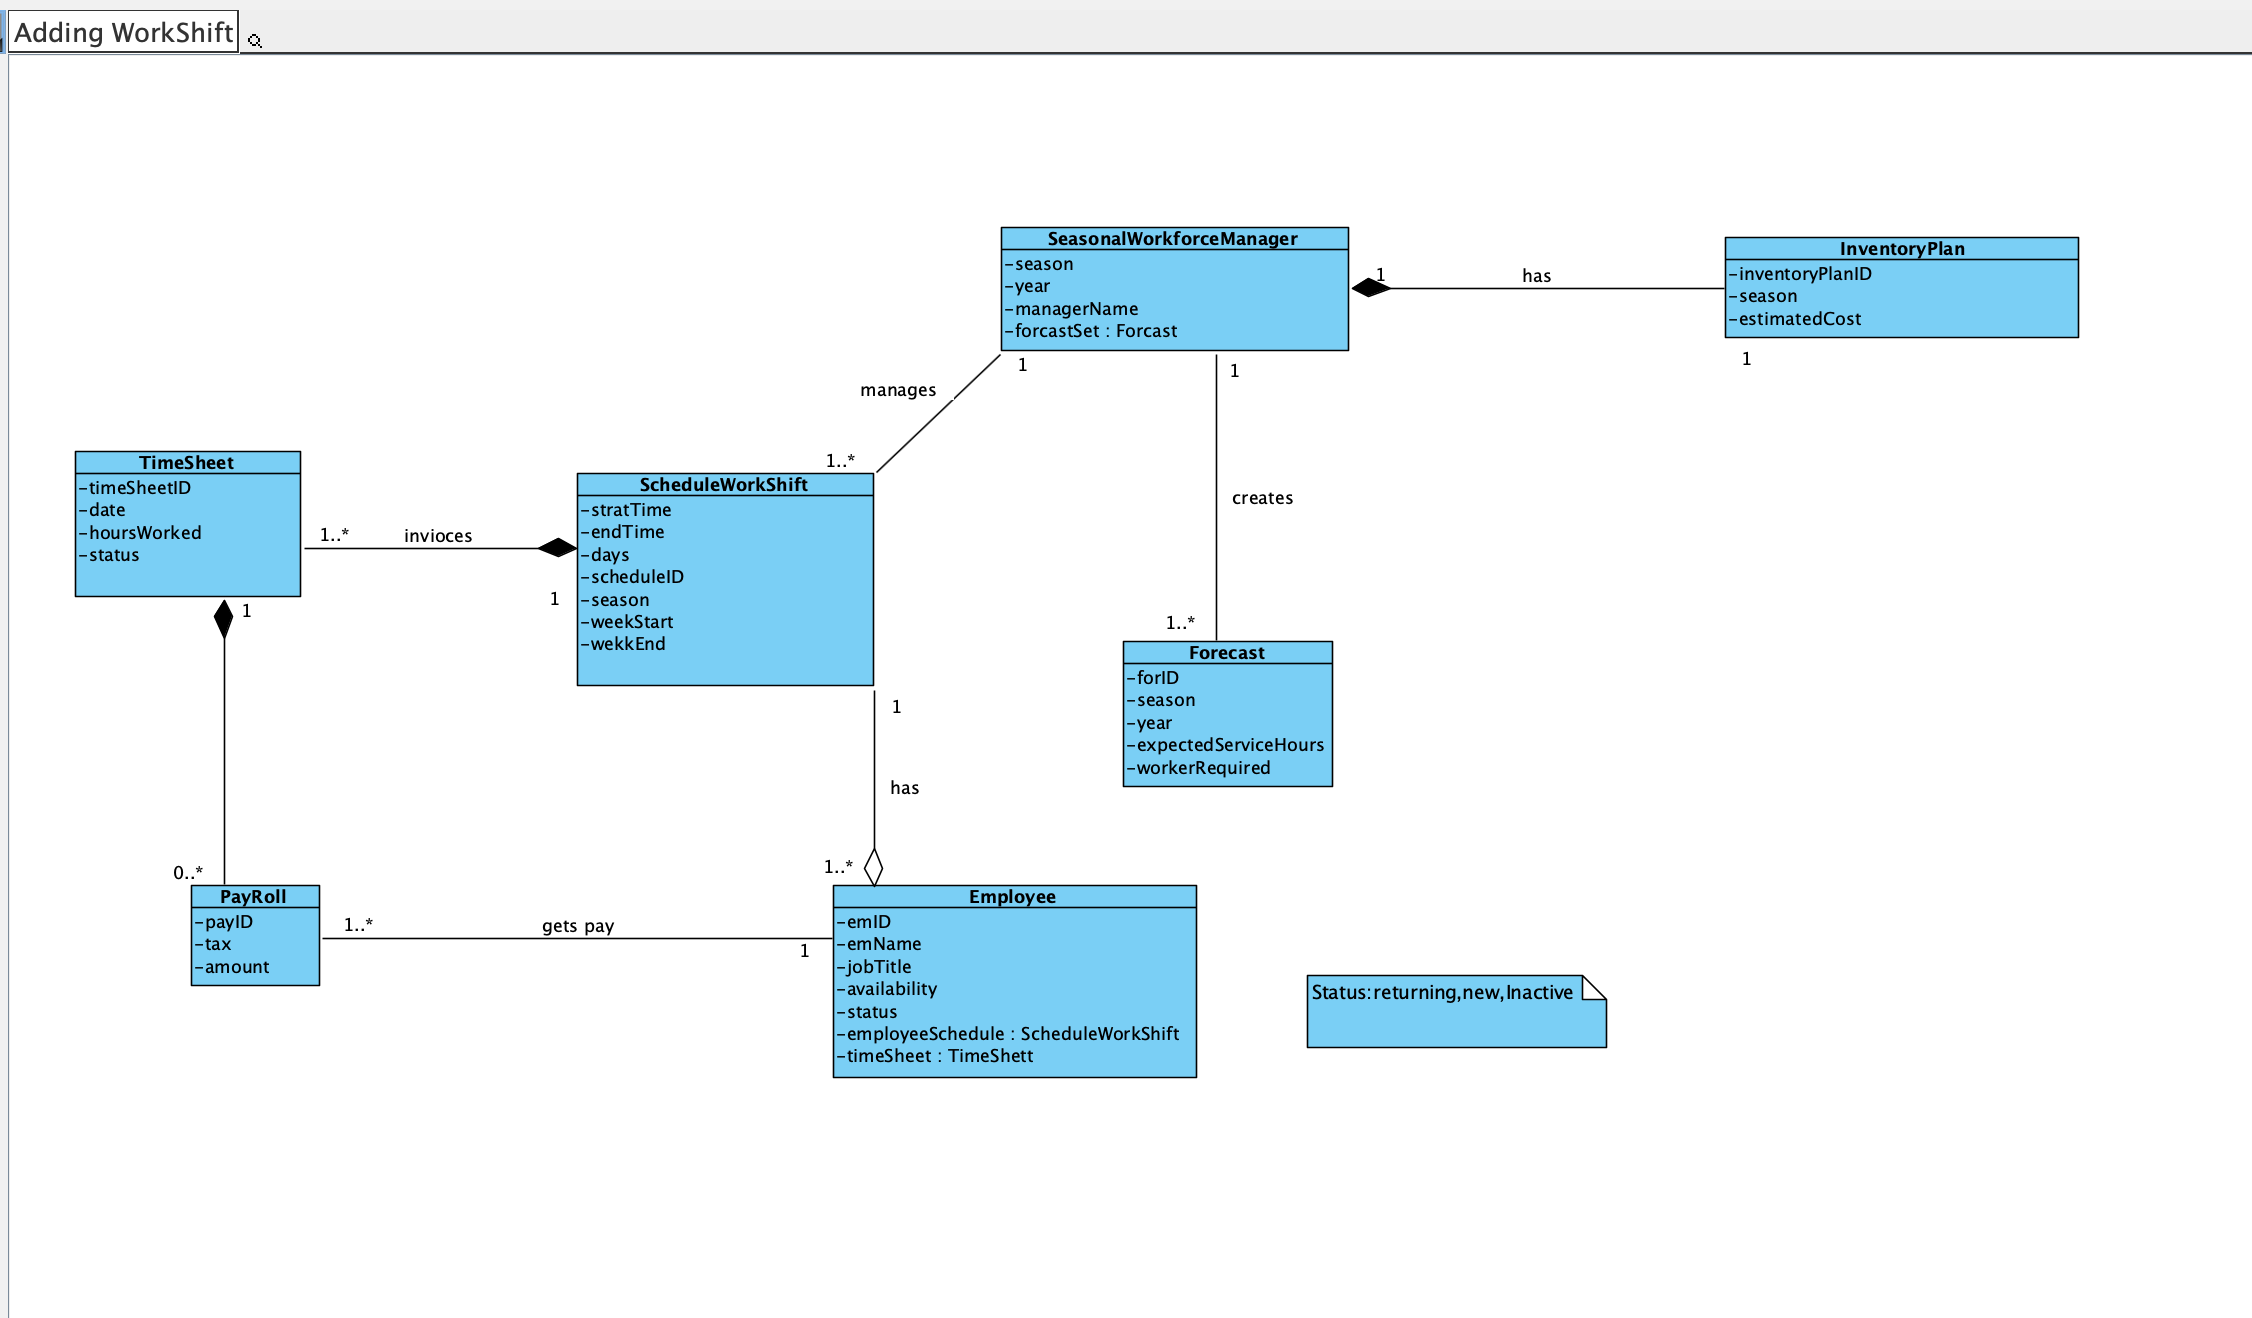 Adding WorkShift
SeasonalWorkforceManager
-season
-year
-managerName
-forcastSet : Forcast
1
has
InventoryPlan
-inventoryPlanID
-season
-estimatedCost
1
1
manages
1..*
1
creates
1..*
TimeSheet
-timeSheetID
-date
-hoursWorked
-status
1..*
invioces
1
ScheduleWorkShift
-stratTime
-endTime
-days
-scheduleID
-season
-weekStart
-wekkEnd
1
has
1..*
Forecast
-forID
-season
-year
-expectedServiceHours
-workerRequired
1
0..*
PayRoll
-payID
-tax
-amount
1..*
gets pay
1
Employee
-emID
-emName
-jobTitle
-availability
-status
-employeeSchedule : ScheduleWorkShift
-timeSheet : TimeShett
Status:returning,new,Inactive